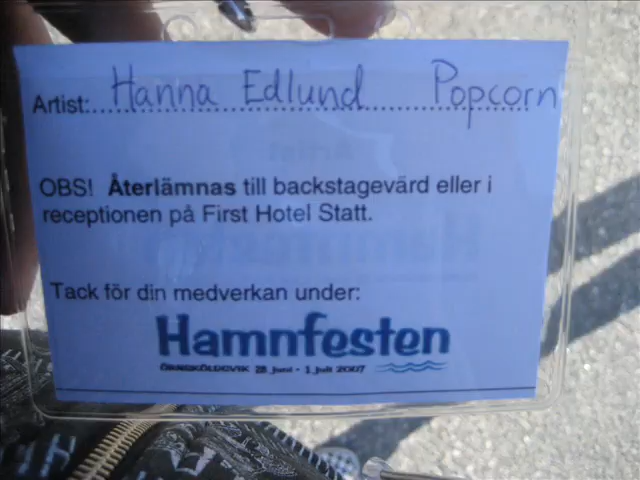 Artist:..Hanna Edlund.....Popcorn
OBS! Återlämnas till backstagevärd eller i
receptionen på First Hotel Statt.
Tack för din medverkan under:
Hamnfesten
ÖRNSKÖLDSVIK 28 juni - 1 juli 2007